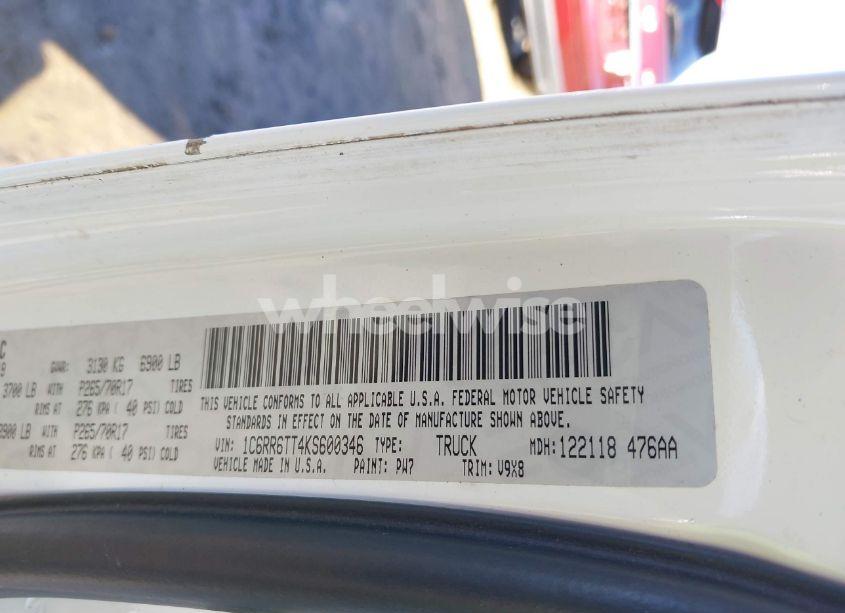 wheelwise
C
9 GVWR: 3130 KG 6900 LB
3700 LB WITH P265/70R17 TIRES
RIMS AT 276 KPA ( 40 PSI) COLD
3900 LB WITH P265/70R17 TIRES
RIMS AT 276 KPA ( 40 PSI) COLD
THIS VEHICLE CONFORMS TO ALL APPLICABLE U.S.A. FEDERAL MOTOR VEHICLE SAFETY
STANDARDS IN EFFECT ON THE DATE OF MANUFACTURE SHOWN ABOVE.
VIN: 1C6RR6TT4KS600346 TYPE: TRUCK MDH: 122118 476AA
VEHICLE MADE IN U.S.A. PAINT: PW7 TRIM: V9X8